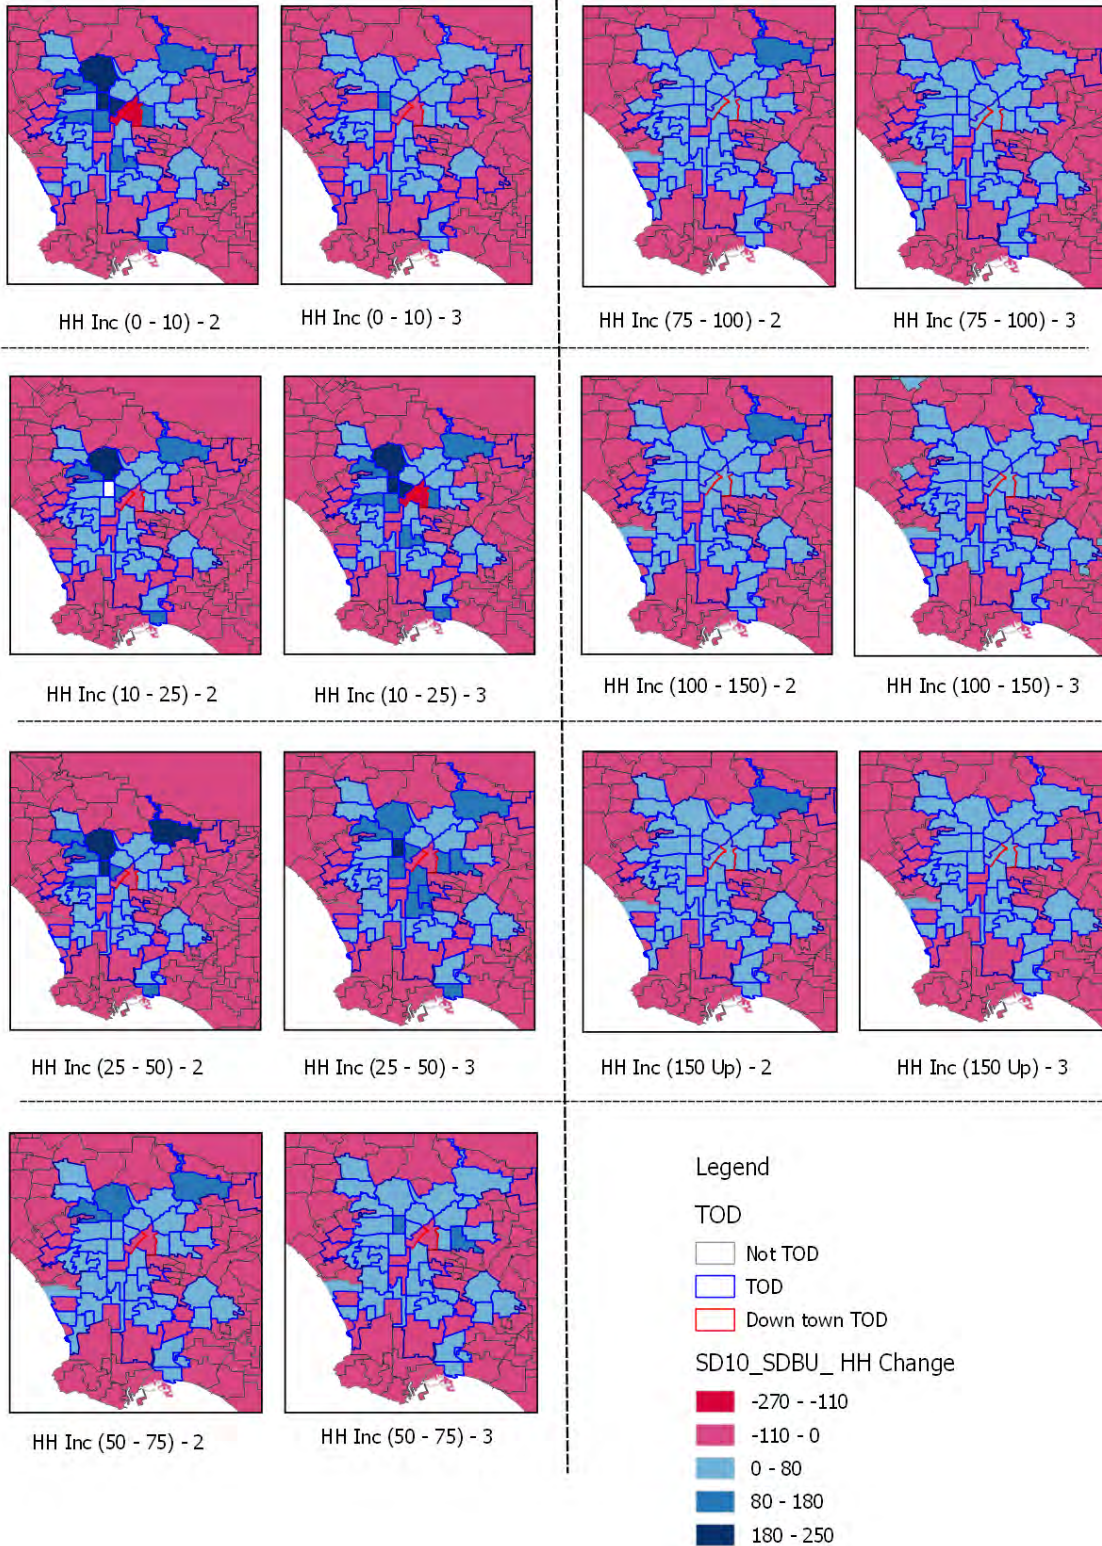 HH Inc (0 - 10) - 2
HH Inc (0 - 10) - 3
HH Inc (75 - 100) - 2
HH Inc (75 - 100) - 3
HH Inc (10 - 25) - 2
HH Inc (10 - 25) - 3
HH Inc (100 - 150) - 2
HH Inc (100 - 150) - 3
HH Inc (25 - 50) - 2
HH Inc (25 - 50) - 3
HH Inc (150 Up) - 2
HH Inc (150 Up) - 3
HH Inc (50 - 75) - 2
HH Inc (50 - 75) - 3
Legend
TOD
Not TOD
TOD
Down town TOD
SD10_SDBU_ HH Change
-270 - -110
-110 - 0
0 - 80
80 - 180
180 - 250